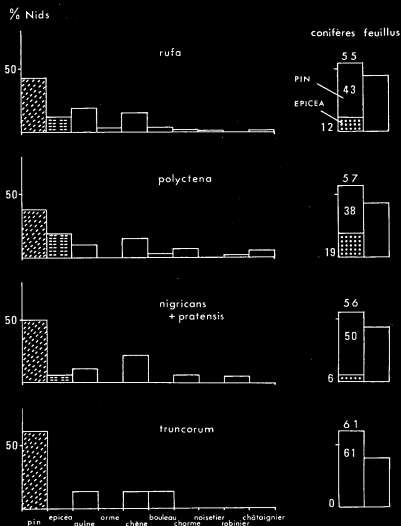 % Nids
conifères feuillus
rufa
55
50
PIN
43
EPICEA
12
polyctena
57
50
38
19
nigricans
+ pratensis
56
50
50
6
truncorum
61
50
61
0
pin épicéa aulne orme chêne bouleau charme noisetier robinier châtaignier